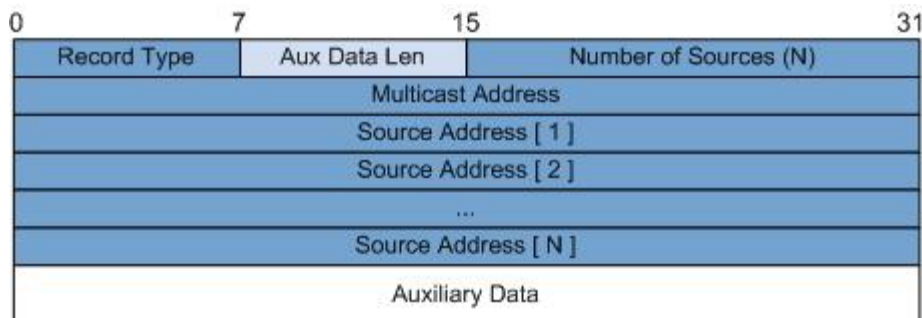 0 7 15 31
Record Type Aux Data Len Number of Sources (N)
Multicast Address
Source Address [ 1 ]
Source Address [ 2 ]
...
Source Address [ N ]
Auxiliary Data